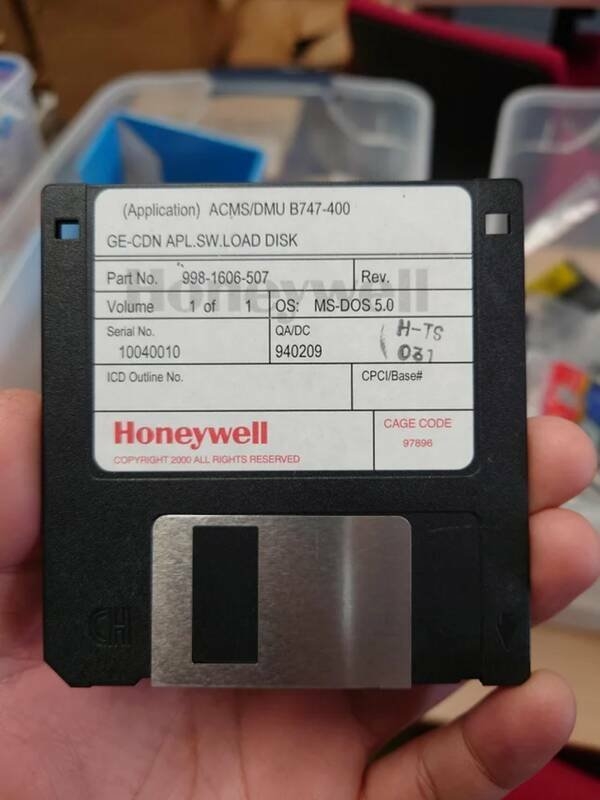 (Application) ACMS/DMU B747-400
GE-CDN APL.SW.LOAD DISK
Honeywell
Part No. 998-1606-507 Rev.
Volume 1 of 1 OS: MS-DOS 5.0
Serial No. QA/DC H-TS
10040010 940209 031
ICD Outline No. CPCI/Base#
Honeywell CAGE CODE
COPYRIGHT 2000 ALL RIGHTS RESERVED 97896
HD